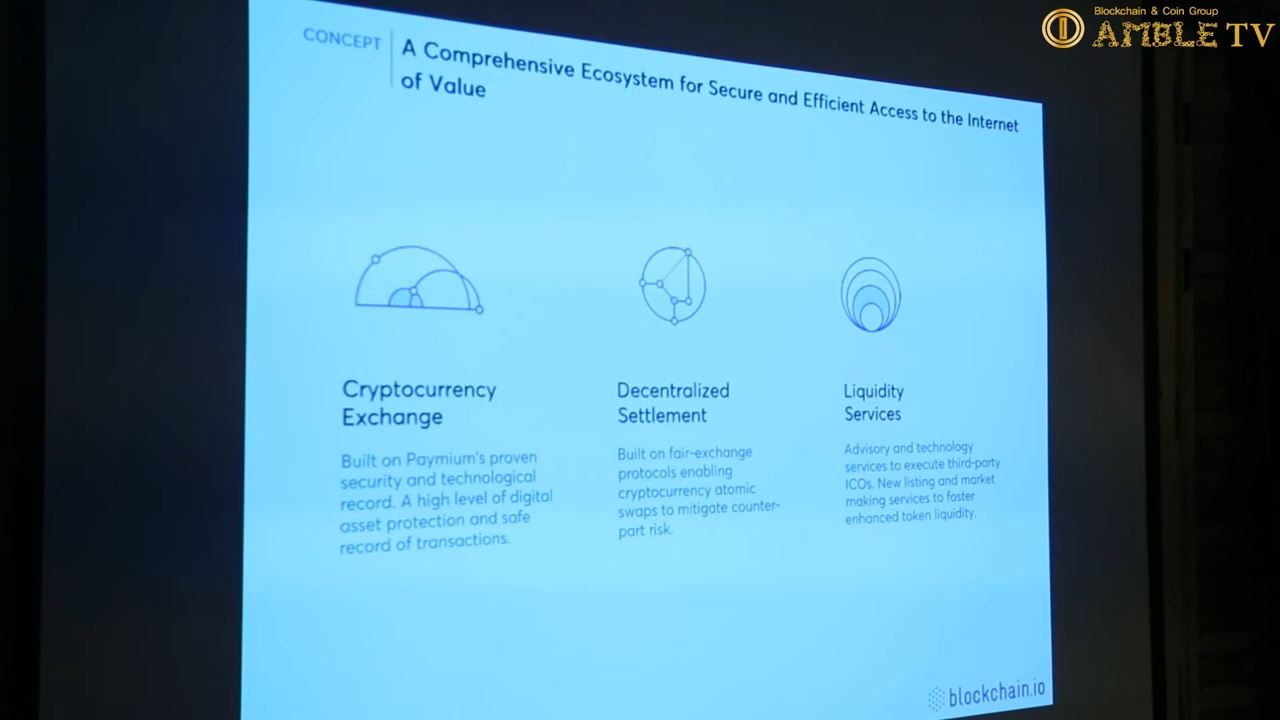 Blockchain & Coin Group
AMBLE TV
CONCEPT
A Comprehensive Ecosystem for Secure and Efficient Access to the Internet
of Value
Cryptocurrency
Exchange
Built on Paymium's proven
security and technological
record. A high level of digital
asset protection and safe
record of transactions.
Decentralized
Settlement
Built on fair-exchange
protocols enabling
cryptocurrency atomic
swaps to mitigate counter-
part risk.
Liquidity
Services
Advisory and technology
services to execute third-party
ICOs. New listing and market
making services to foster
enhanced token liquidity.
blockchain.io